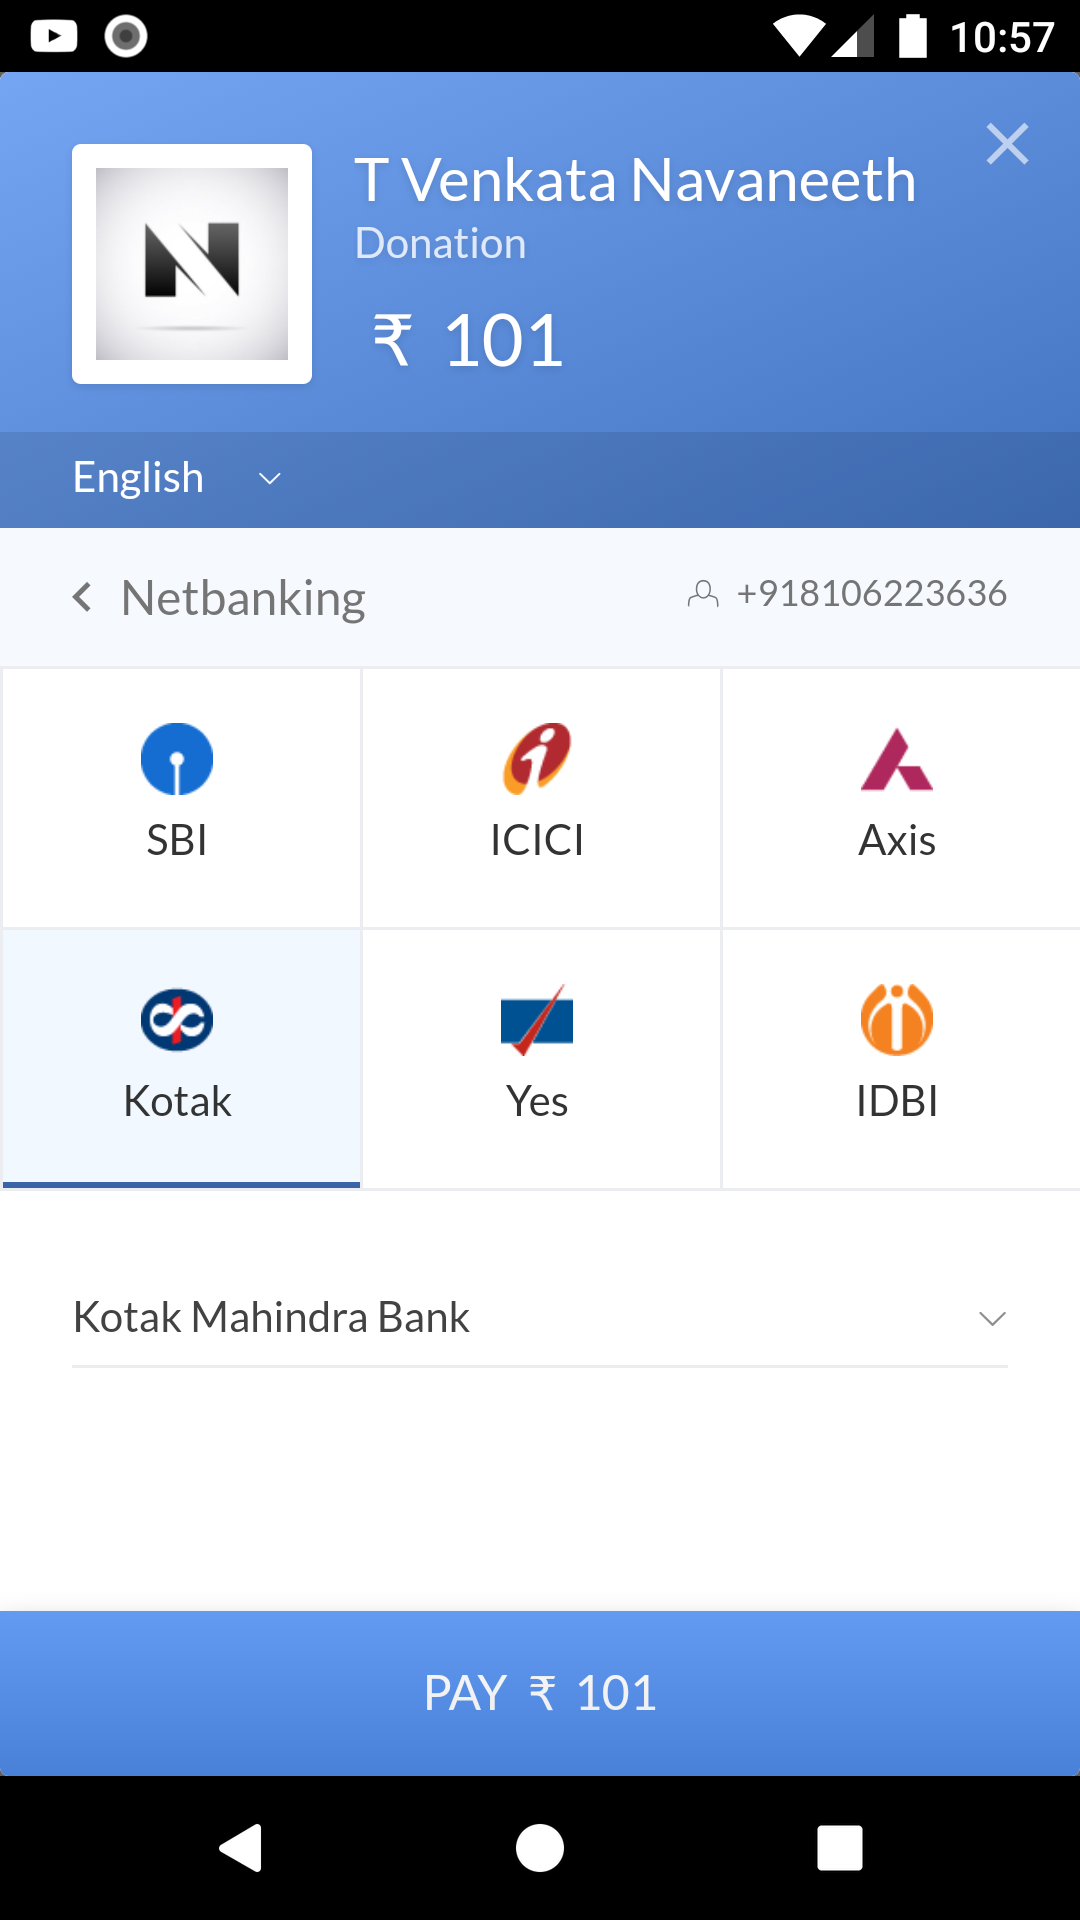 10:57
T Venkata Navaneeth
Donation
₹ 101
English
Netbanking
+918106223636
SBI
ICICI
Axis
Kotak
Yes
IDBI
Kotak Mahindra Bank
PAY ₹ 101